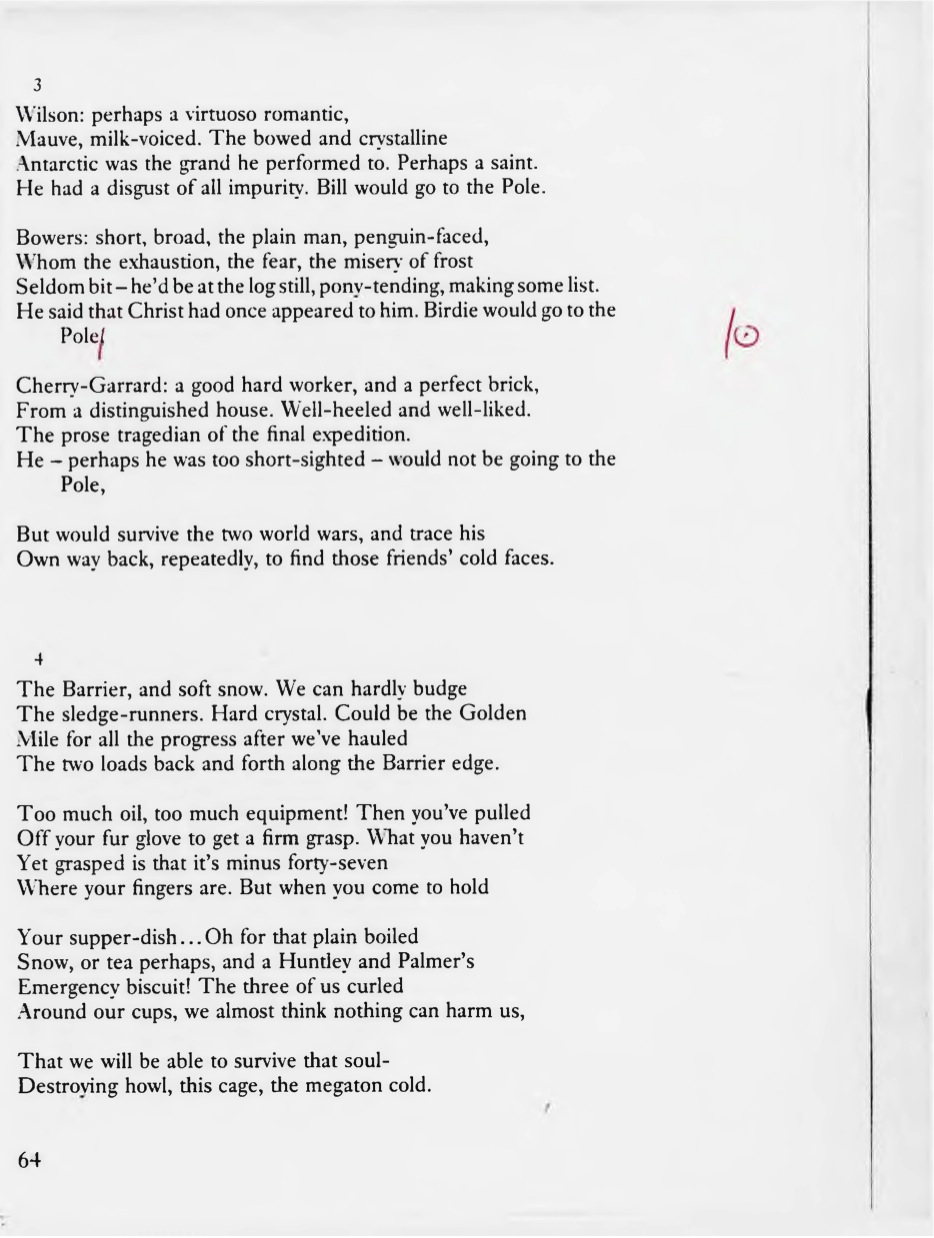 3
Wilson: perhaps a virtuoso romantic,
Mauve, milk-voiced. The bowed and crystalline
Antarctic was the grand he performed to. Perhaps a saint.
He had a disgust of all impurity. Bill would go to the Pole.
Bowers: short, broad, the plain man, penguin-faced,
Whom the exhaustion, the fear, the misery of frost
Seldom bit – he'd be at the log still, pony-tending, making some list.
He said that Christ had once appeared to him. Birdie would go to the
Pole
Cherry-Garrard: a good hard worker, and a perfect brick,
From a distinguished house. Well-heeled and well-liked.
The prose tragedian of the final expedition.
He – perhaps he was too short-sighted – would not be going to the
Pole,
But would survive the two world wars, and trace his
Own way back, repeatedly, to find those friends' cold faces.
4
The Barrier, and soft snow. We can hardly budge
The sledge-runners. Hard crystal. Could be the Golden
Mile for all the progress after we've hauled
The two loads back and forth along the Barrier edge.
Too much oil, too much equipment! Then you've pulled
Off your fur glove to get a firm grasp. What you haven't
Yet grasped is that it's minus forty-seven
Where your fingers are. But when you come to hold
Your supper-dish...Oh for that plain boiled
Snow, or tea perhaps, and a Huntley and Palmer's
Emergency biscuit! The three of us curled
Around our cups, we almost think nothing can harm us,
That we will be able to survive that soul-
Destroying howl, this cage, the megaton cold.
64